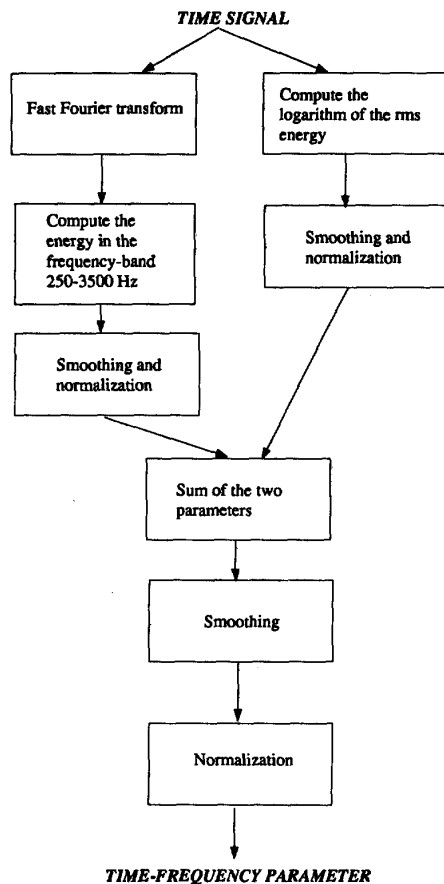 TIME SIGNAL
Fast Fourier transform
Compute the
logarithm of the rms
energy
Compute the
energy in the
frequency-band
250-3500 Hz
Smoothing and
normalization
Smoothing and
normalization
Sum of the two
parameters
Smoothing
Normalization
TIME-FREQUENCY PARAMETER